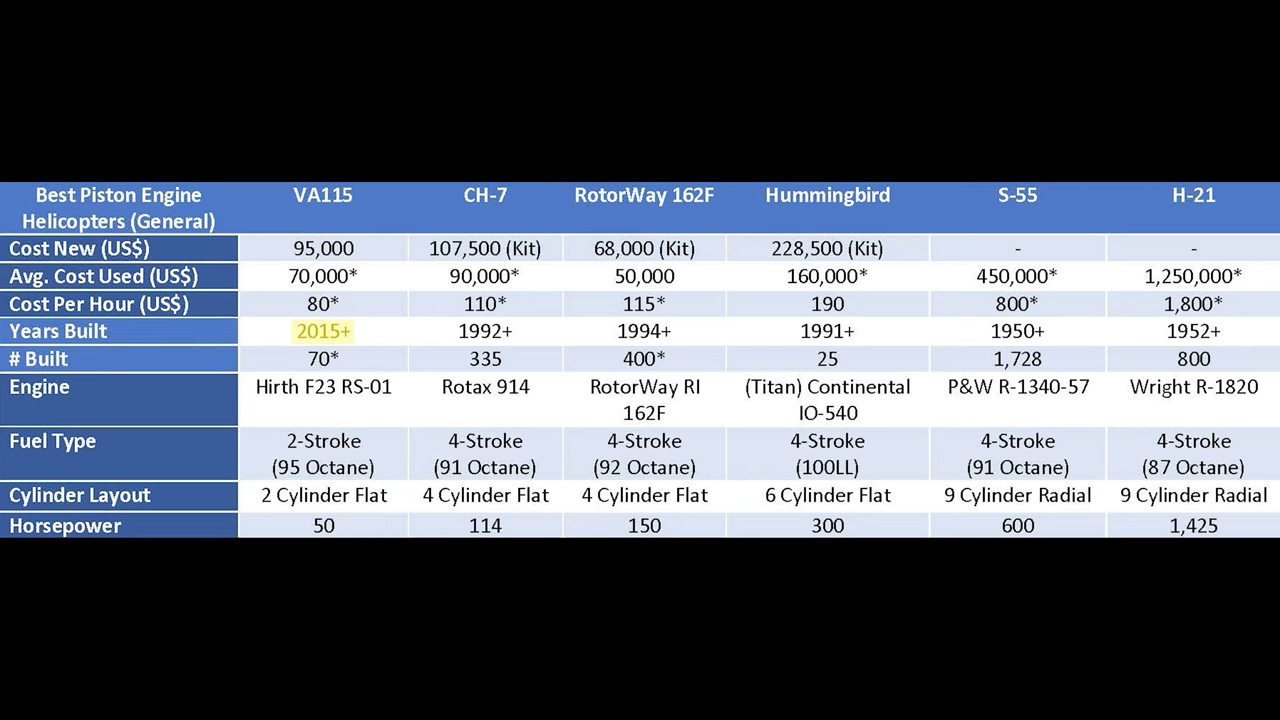 Best Piston Engine Helicopters (General) VA115 CH-7 RotorWay 162F Hummingbird S-55 H-21
Cost New (US$) 95,000 107,500 (Kit) 68,000 (Kit) 228,500 (Kit) - -
Avg. Cost Used (US$) 70,000* 90,000* 50,000 160,000* 450,000* 1,250,000*
Cost Per Hour (US$) 80* 110* 115* 190 800* 1,800*
Years Built 2015+ 1992+ 1994+ 1991+ 1950+ 1952+
# Built 70* 335 400* 25 1,728 800
Engine Hirth F23 RS-01 Rotax 914 RotorWay RI 162F (Titan) Continental IO-540 P&W R-1340-57 Wright R-1820
Fuel Type 2-Stroke (95 Octane) 4-Stroke (91 Octane) 4-Stroke (92 Octane) 4-Stroke (100LL) 4-Stroke (91 Octane) 4-Stroke (87 Octane)
Cylinder Layout 2 Cylinder Flat 4 Cylinder Flat 4 Cylinder Flat 6 Cylinder Flat 9 Cylinder Radial 9 Cylinder Radial
Horsepower 50 114 150 300 600 1,425